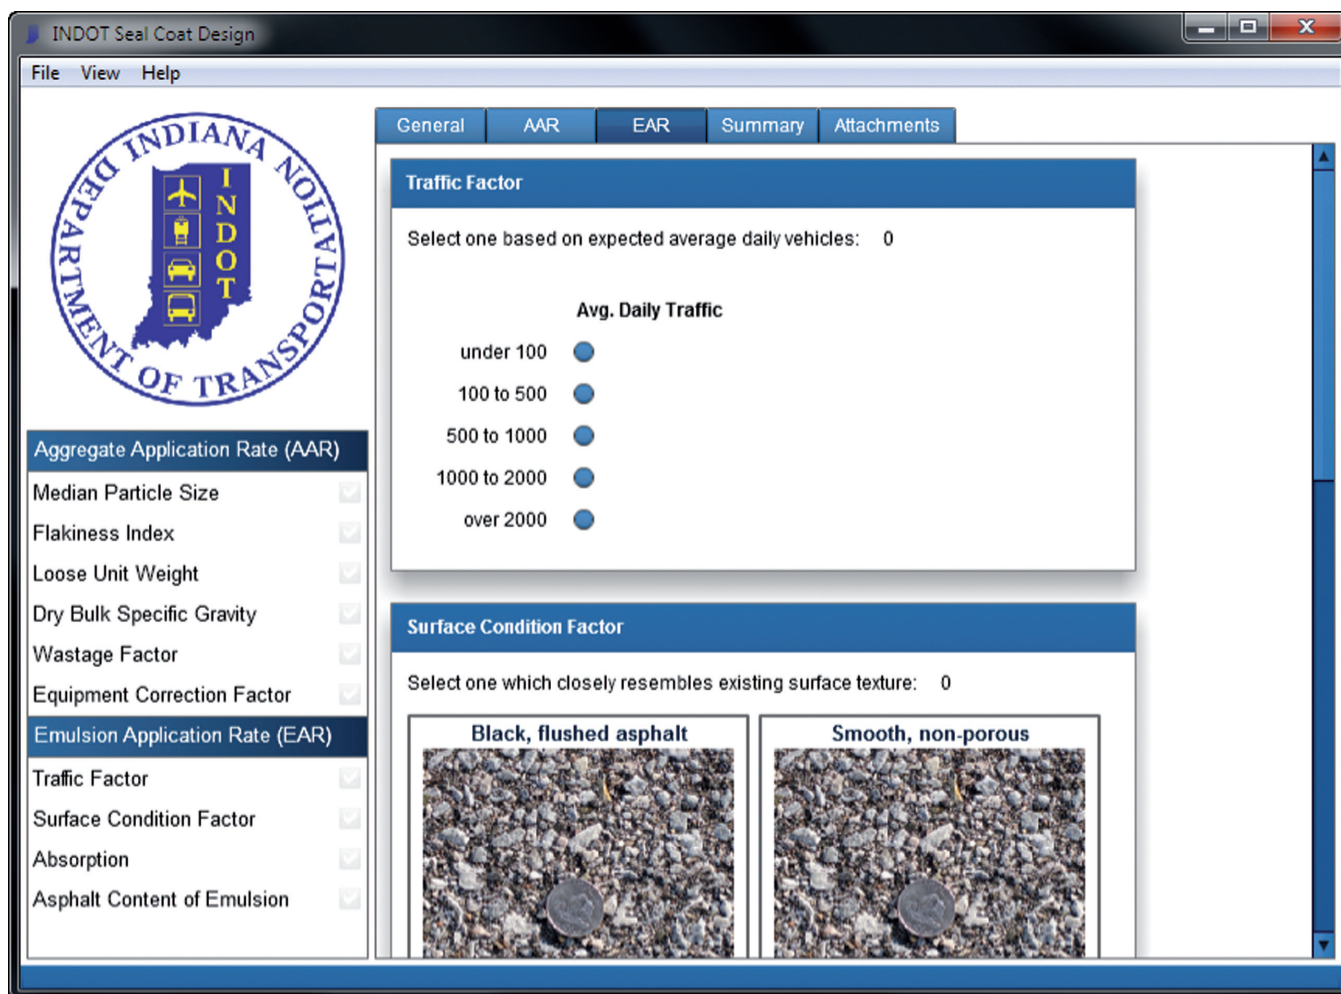 INDOT Seal Coat Design
File View Help
INDIANA
DEPARTMENT OF TRANSPORTATION
INDOT
General AAR EAR Summary Attachments
Traffic Factor
Select one based on expected average daily vehicles: 0
Avg. Daily Traffic
under 100
100 to 500
500 to 1000
1000 to 2000
over 2000
Aggregate Application Rate (AAR)
Median Particle Size
Flakiness Index
Loose Unit Weight
Dry Bulk Specific Gravity
Wastage Factor
Equipment Correction Factor
Emulsion Application Rate (EAR)
Traffic Factor
Surface Condition Factor
Absorption
Asphalt Content of Emulsion
Surface Condition Factor
Select one which closely resembles existing surface texture: 0
Black, flushed asphalt
Smooth, non-porous